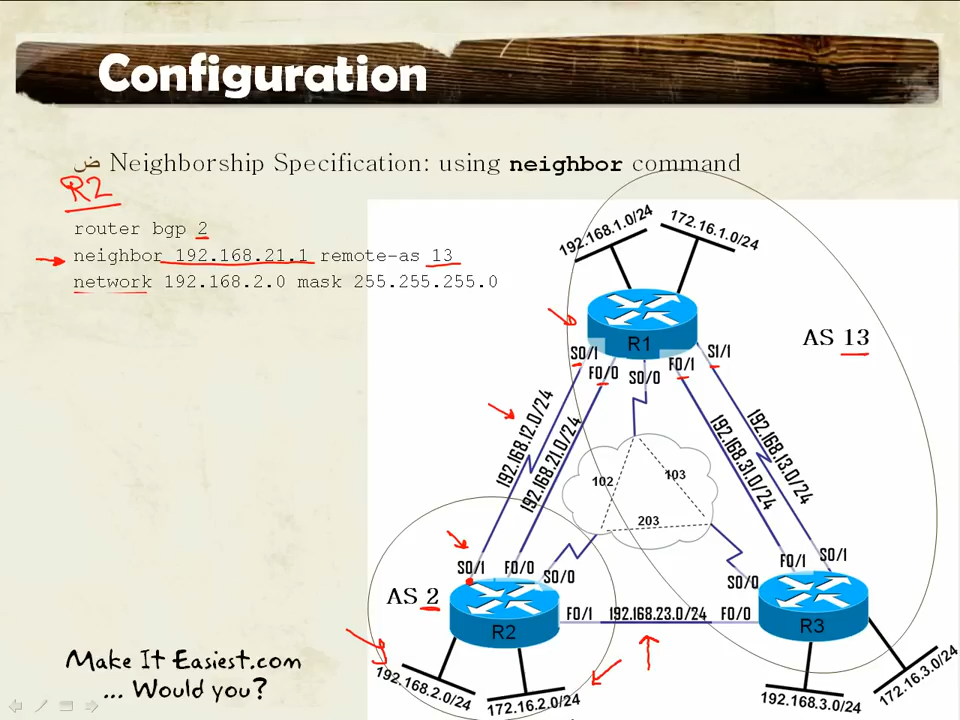 Configuration
ض Neighborship Specification: using neighbor command
R2
router bgp 2
neighbor 192.168.21.1 remote-as 13
network 192.168.2.0 mask 255.255.255.0
192.168.1.0/24
172.16.1.0/24
R1
AS 13
S0/1
F0/0
S0/0
F0/1
S1/1
192.168.12.0/24
192.168.21.0/24
192.168.31.0/24
192.168.13.0/24
102
103
203
S0/1
F0/0
S0/0
AS 2
R2
F0/1
192.168.23.0/24
F0/0
S0/0
F0/1
S0/1
R3
192.168.2.0/24
172.16.2.0/24
192.168.3.0/24
172.16.3.0/24
Make It Easiest.com
... Would you?